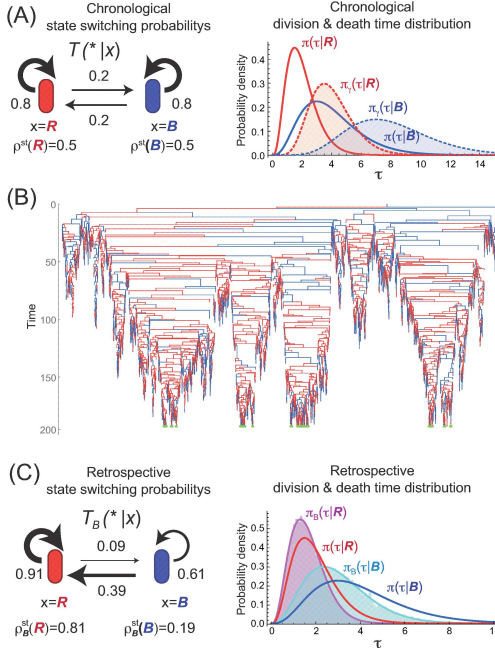 (A)
Chronological
state switching probabilitys
T(* |x)
0.2
0.8
0.8
0.2
x=R
x=B
ρst(R)=0.5
ρst(B)=0.5
Chronological
division & death time distribution
Probability density
0.4
0.3
0.2
0.1
0.0
0
2
4
6
8
10
12
14
τ
π(τ|R)
πγ(τ|R)
πγ(τ|B)
π(τ|B)
(B)
Time
0
50
100
150
200
(C)
Retrospective
state switching probabilitys
TB(* |x)
0.09
0.91
0.61
0.39
x=R
x=B
ρstB(R)=0.81
ρstB(B)=0.19
Retrospective
division & death time distribution
Probability density
0.5
0.4
0.3
0.2
0.1
0.0
0
2
4
6
8
10
τ
πB(τ|R)
π(τ|R)
πB(τ|B)
π(τ|B)